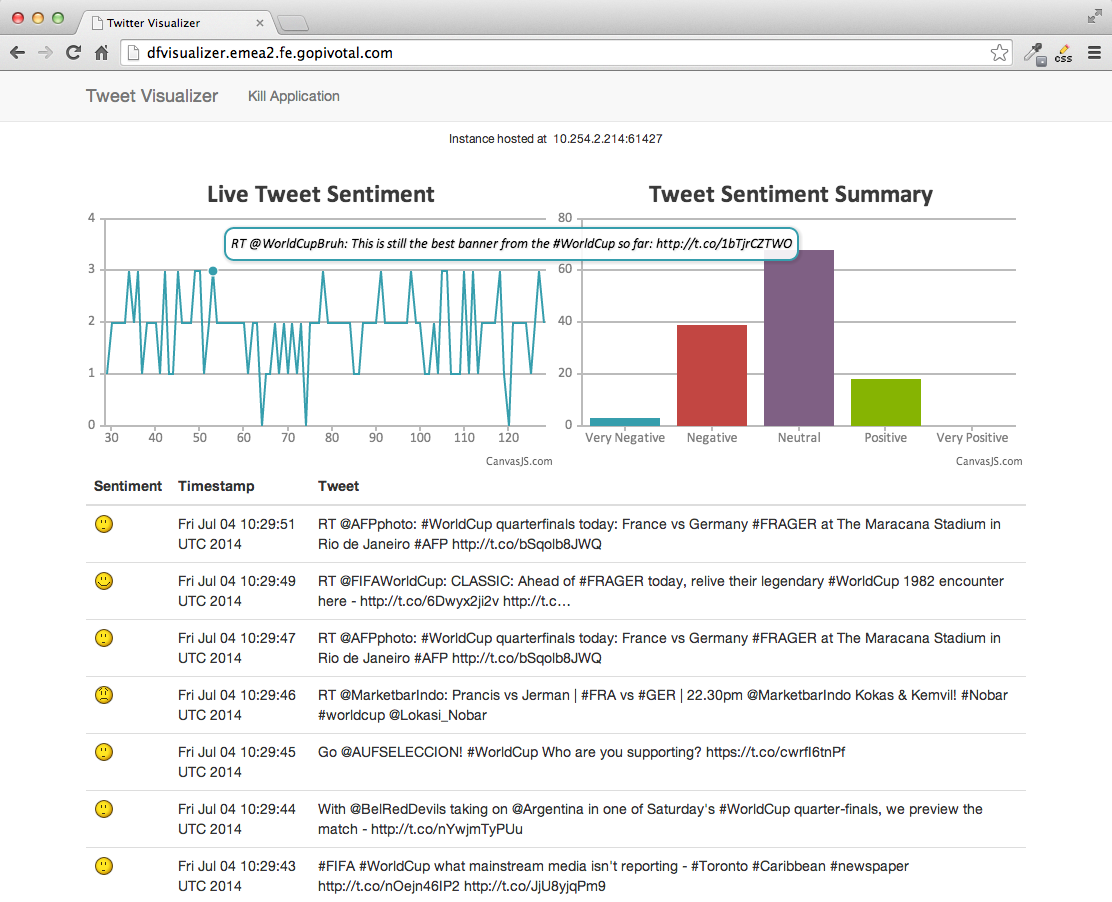 Twitter Visualizer
dfvisualizer.emea2.fe.gopivotal.com
css
Tweet Visualizer
Kill Application
Instance hosted at 10.254.2.214:61427
Live Tweet Sentiment
4
3
2
1
0
30 40 50 60 70 80 90 100 110 120
RT @WorldCupBruh: This is still the best banner from the #WorldCup so far: http://t.co/1bTjrCZTWO
CanvasJS.com
Tweet Sentiment Summary
80
60
40
20
0
Very Negative Negative Neutral Positive Very Positive
CanvasJS.com
Sentiment Timestamp Tweet
Fri Jul 04 10:29:51
UTC 2014
RT @AFPphoto: #WorldCup quarterfinals today: France vs Germany #FRAGER at The Maracana Stadium in
Rio de Janeiro #AFP http://t.co/bSqolb8JWQ
Fri Jul 04 10:29:49
UTC 2014
RT @FIFAWorldCup: CLASSIC: Ahead of #FRAGER today, relive their legendary #WorldCup 1982 encounter
here - http://t.co/6Dwyx2ji2v http://t.c…
Fri Jul 04 10:29:47
UTC 2014
RT @AFPphoto: #WorldCup quarterfinals today: France vs Germany #FRAGER at The Maracana Stadium in
Rio de Janeiro #AFP http://t.co/bSqolb8JWQ
Fri Jul 04 10:29:46
UTC 2014
RT @MarketbarIndo: Prancis vs Jerman | #FRA vs #GER | 22.30pm @MarketbarIndo Kokas & Kemvil! #Nobar
#worldcup @Lokasi_Nobar
Fri Jul 04 10:29:45
UTC 2014
Go @AUFSELECCION! #WorldCup Who are you supporting? https://t.co/cwrfI6tnPf
Fri Jul 04 10:29:44
UTC 2014
With @BelRedDevils taking on @Argentina in one of Saturday's #WorldCup quarter-finals, we preview the
match - http://t.co/nYwjmTyPUu
Fri Jul 04 10:29:43
UTC 2014
#FIFA #WorldCup what mainstream media isn't reporting - #Toronto #Caribbean #newspaper
http://t.co/nOejn46IP2 http://t.co/JjU8yjqPm9